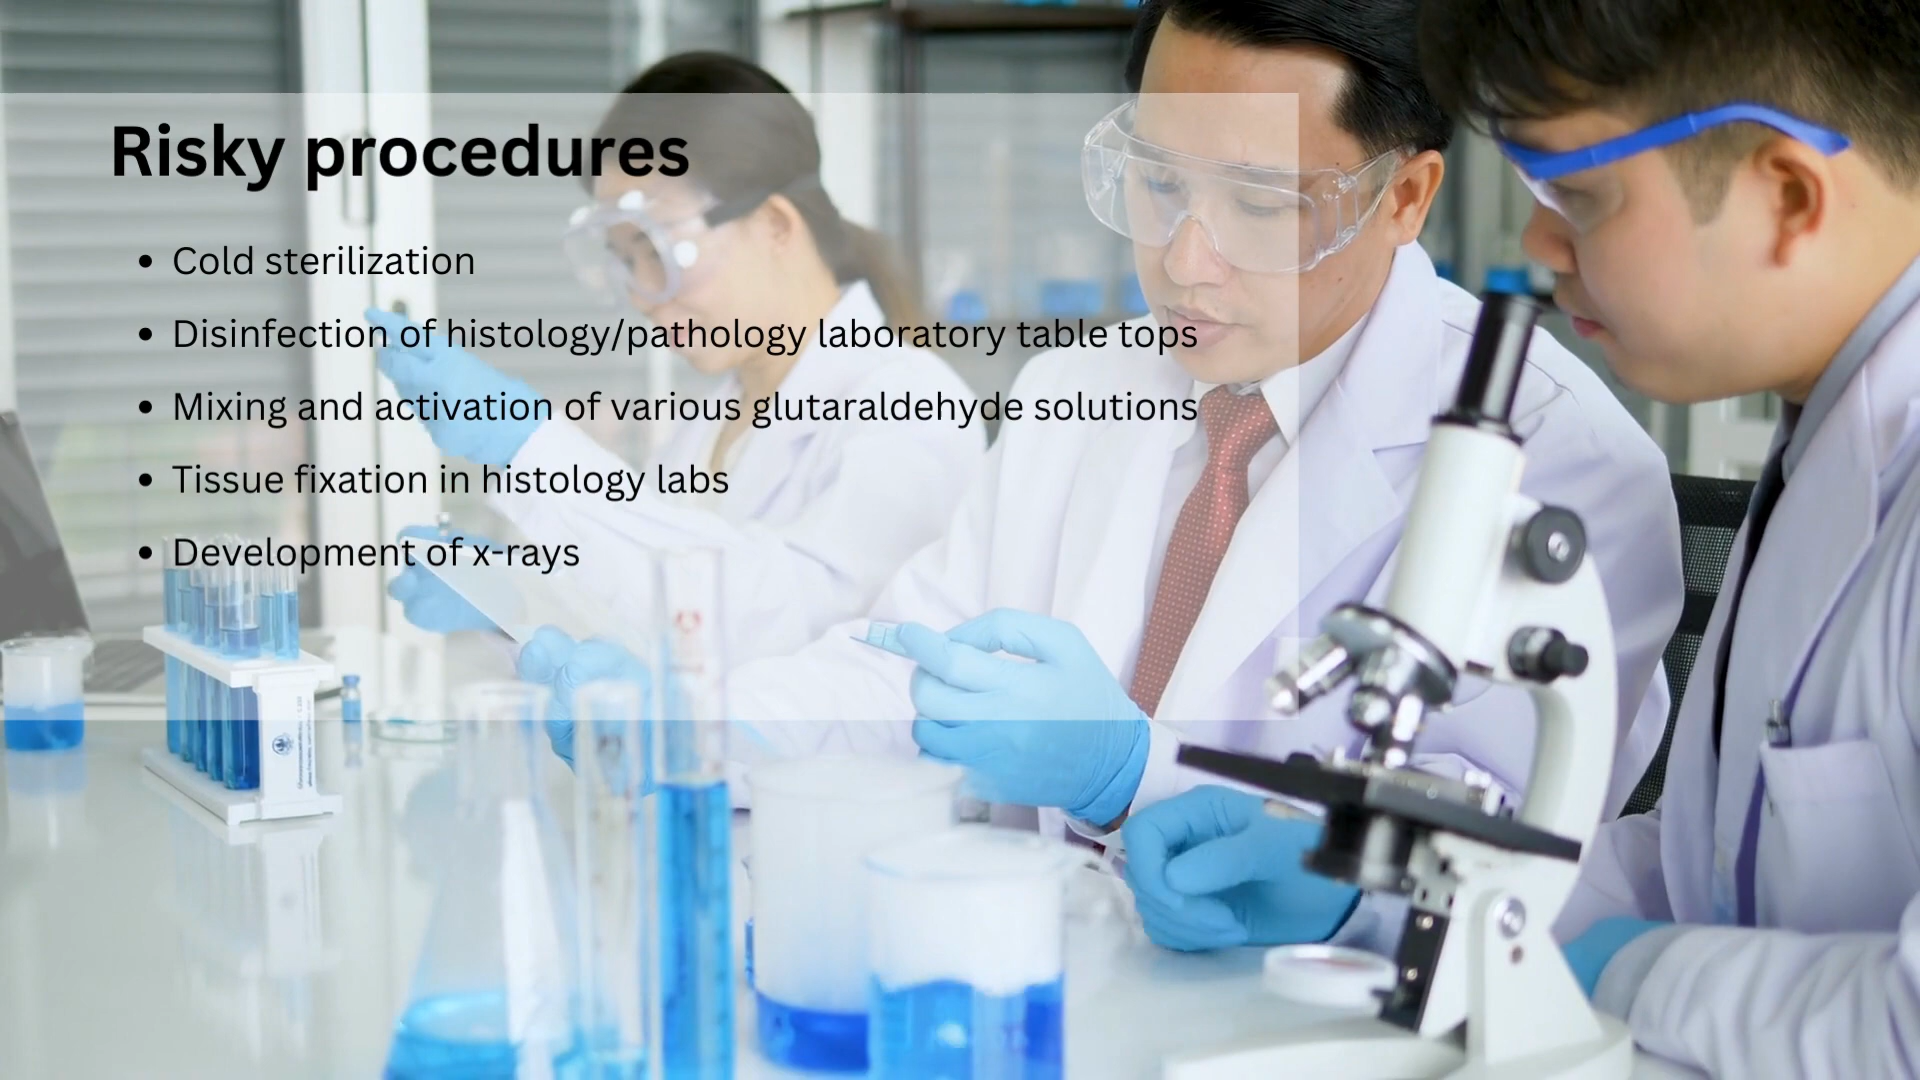 Risky procedures
• Cold sterilization
• Disinfection of histology/pathology laboratory table tops
• Mixing and activation of various glutaraldehyde solutions
• Tissue fixation in histology labs
• Development of x-rays